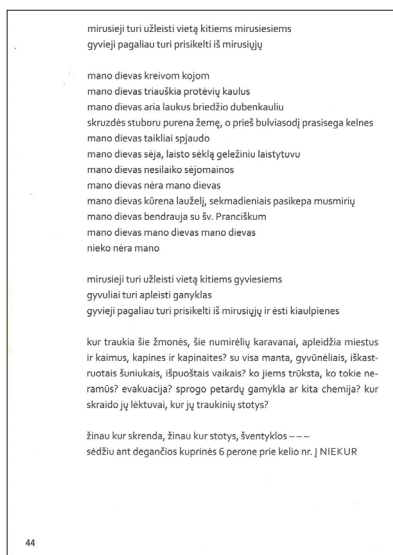 mirusieji turi užleisti vietą kitiems mirusiesiems
gyvieji pagaliau turi prisikelti iš mirusiųjų
mano dievas kreivom kojom
mano dievas triauškia protėvių kaulus
mano dievas aria laukus briedžio dubenkauliu
skruzdės stuburu purena žemę, o prieš bulviasodį prasisega kelnes
mano dievas taikliai spjaudo
mano dievas sėja, laisto sėklą geležiniu laistytuvu
mano dievas nesilaiko sėjomainos
mano dievas nėra mano dievas
mano dievas kūrena lauželį, sekmadieniais pasikepa musmirių
mano dievas bendrauja su šv. Pranciškum
mano dievas mano dievas mano dievas
nieko nėra mano
mirusieji turi užleisti vietą kitiems gyviesiems
gyvuliai turi apleisti ganyklas
gyvieji pagaliau turi prisikelti iš mirusiųjų ir ėsti kiaulpienes
kur traukia šie žmonės, šie numirėlių karavanai, apleidžia miestus
ir kaimus, kapines ir kapinaites? su visa manta, gyvūnėliais, iškast-
ruotais šuniukais, išpuoštais vaikais? ko jiems trūksta, ko tokie ne-
ramūs? evakuacija? sprogo petardų gamykla ar kita chemija? kur
skraido jų lėktuvai, kur jų traukinių stotys?
žinau kur skrenda, žinau kur stotys, šventyklos – – –
sėdžiu ant degančios kuprinės 6 perone prie kelio nr. Į NIEKUR
44